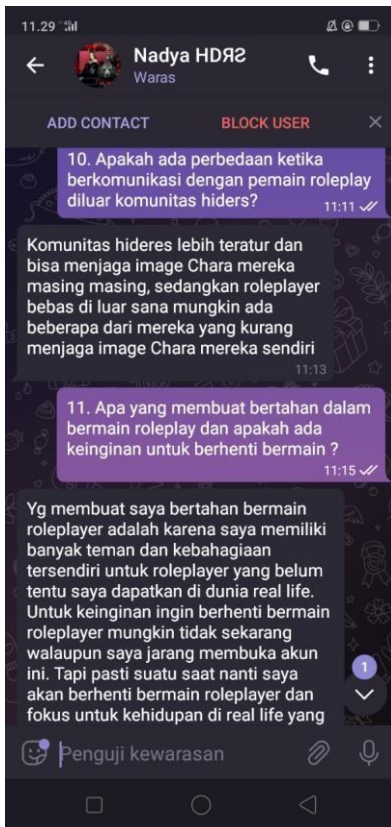 11.29
Nadya HDЯƧ
Waras
ADD CONTACT BLOCK USER
10. Apakah ada perbedaan ketika
berkomunikasi dengan pemain roleplay
diluar komunitas hiders?
11:11
Komunitas hideres lebih teratur dan
bisa menjaga image Chara mereka
masing masing, sedangkan roleplayer
bebas di luar sana mungkin ada
beberapa dari mereka yang kurang
menjaga image Chara mereka sendiri
11:13
11. Apa yang membuat bertahan dalam
bermain roleplay dan apakah ada
keinginan untuk berhenti bermain ?
11:15
Yg membuat saya bertahan bermain
roleplayer adalah karena saya memiliki
banyak teman dan kebahagiaan
tersendiri untuk roleplayer yang belum
tentu saya dapatkan di dunia real life.
Untuk keinginan ingin berhenti bermain
roleplayer mungkin tidak sekarang
walaupun saya jarang membuka akun
ini. Tapi pasti suatu saat nanti saya
akan berhenti bermain roleplayer dan
fokus untuk kehidupan di real life yang
1
Penguji kewarasan